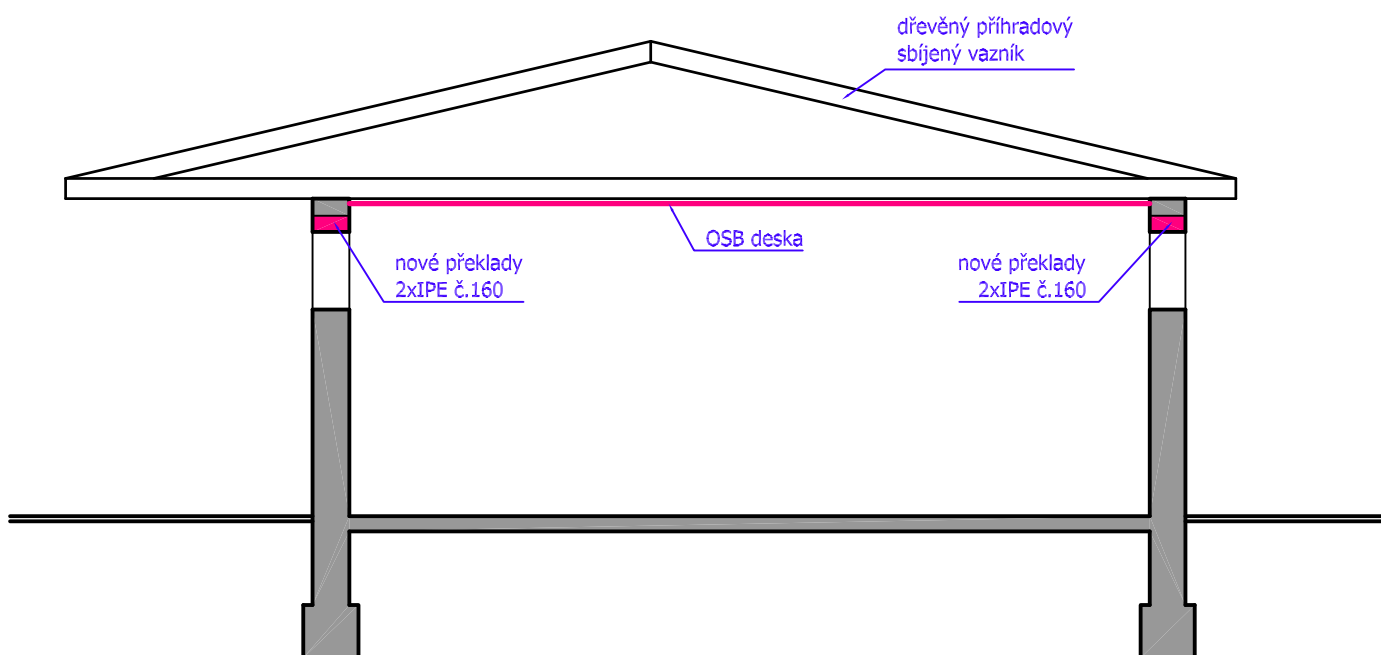 dřevěný příhradový
sbíjený vazník
OSB deska
nové překlady
2xIPE č.160
nové překlady
2xIPE č.160